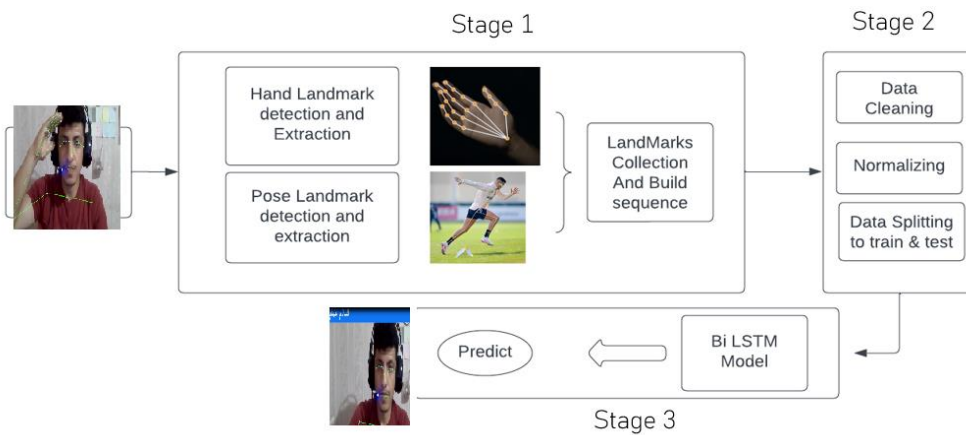 Stage 1
Stage 2
Hand Landmark
detection and
Extraction
Pose Landmark
detection and
extraction
LandMarks
Collection
And Build
sequence
Data
Cleaning
Normalizing
Data Splitting
to train & test
Predict
Bi LSTM
Model
Stage 3